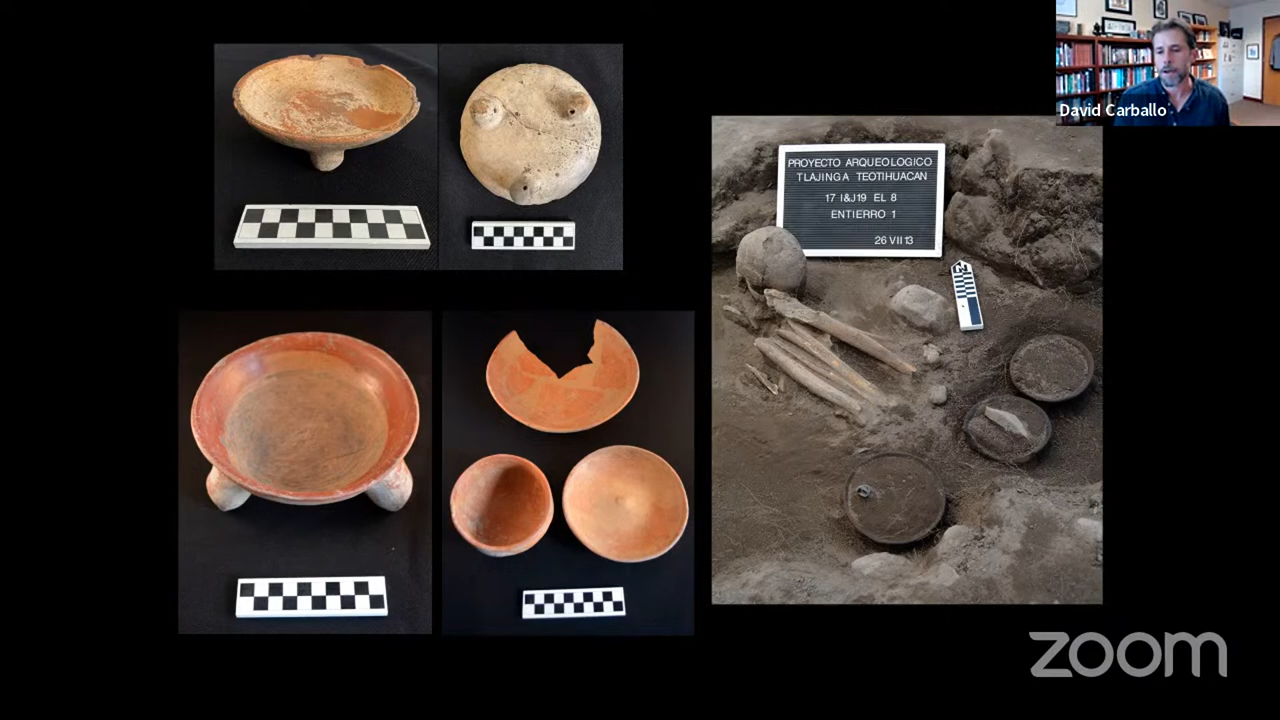 David Carballo
PROYECTO ARQUEOLOGICO
TLAJINGA TEOTIHUACAN
17 I&J19 EL 8
ENTIERRO 1
26 VII 13
N
zoom